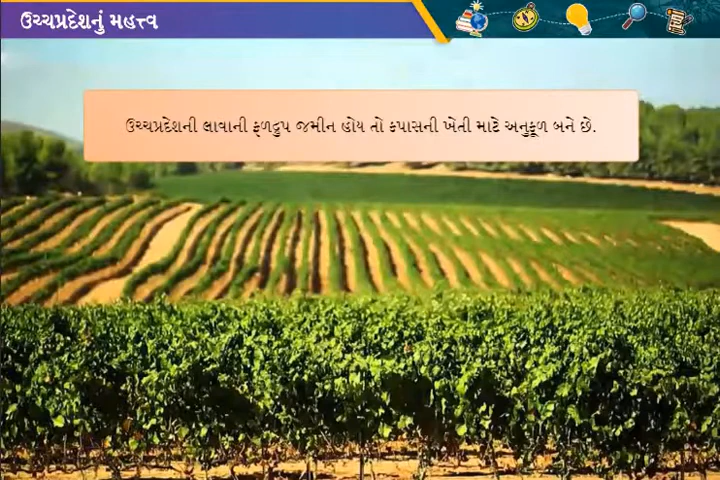 ઉચ્ચપ્રદેશનું મહત્ત્વ
ઉચ્ચપ્રદેશની લાવાની ફળદ્રુપ જમીન હોય તો કપાસની ખેતી માટે અનુકૂળ બને છે.